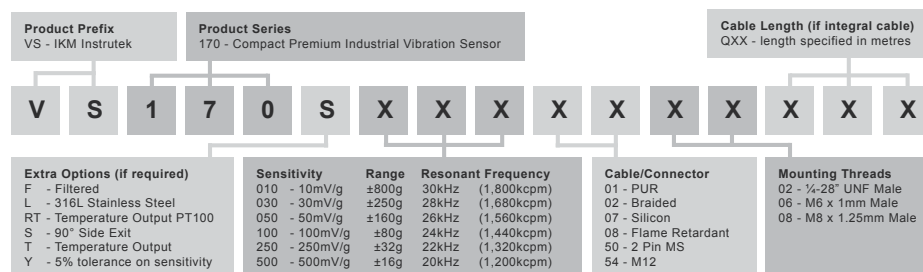 Product Prefix
VS - IKM Instrutek
Product Series
170 - Compact Premium Industrial Vibration Sensor
Cable Length (if integral cable)
QXX - length specified in metres
V S 1 7 0 S X X X X X X X X X X
Extra Options (if required)
F - Filtered
L - 316L Stainless Steel
RT - Temperature Output PT100
S - 90° Side Exit
T - Temperature Output
Y - 5% tolerance on sensitivity
Sensitivity Range Resonant Frequency
010 - 10mV/g ±800g 30kHz (1,800kcpm)
030 - 30mV/g ±260g 28kHz (1,680kcpm)
050 - 50mV/g ±160g 26kHz (1,560kcpm)
100 - 100mV/g ±80g 24kHz (1,440kcpm)
250 - 250mV/g ±32g 22kHz (1,320kcpm)
500 - 500mV/g ±16g 20kHz (1,200kcpm)
Cable/Connector
01 - PUR
02 - Braided
07 - Silicon
08 - Flame Retardant
50 - 2 Pin MS
54 - M12
Mounting Threads
02 - ¼-28” UNF Male
06 - M6 x 1mm Male
08 - M8 x 1.25mm Male